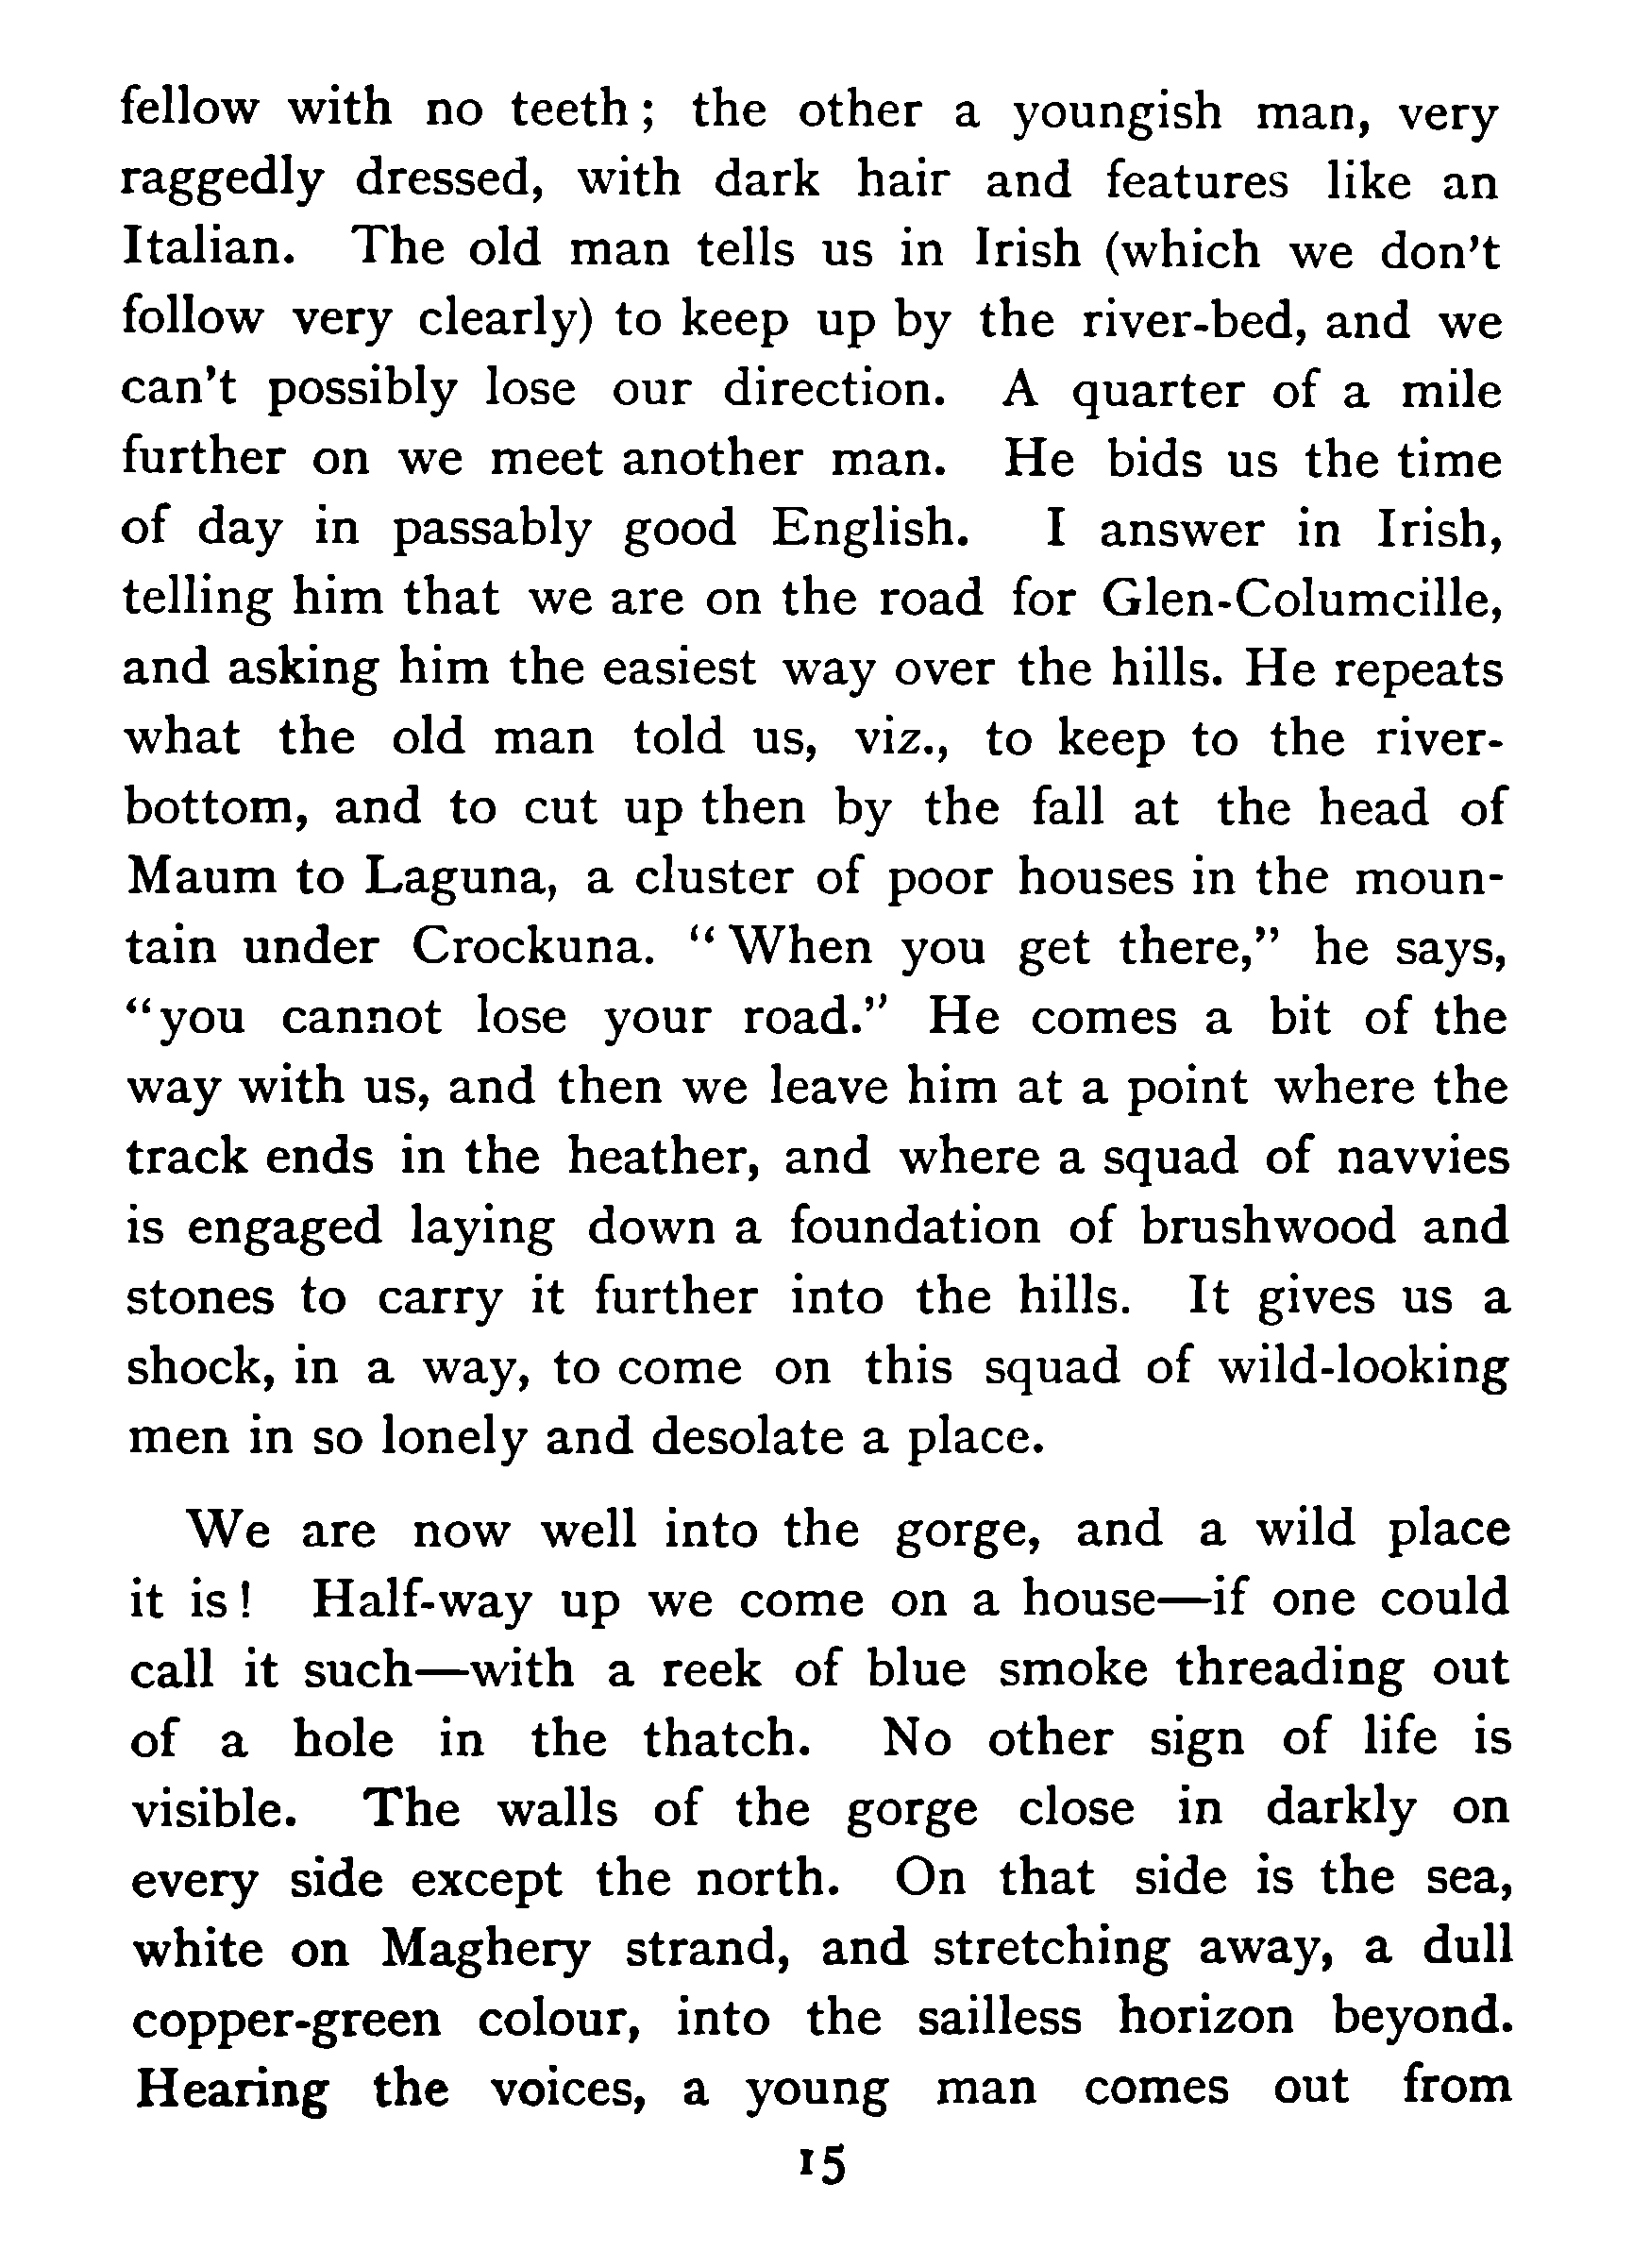 fellow with no teeth; the other a youngish man, very
raggedly dressed, with dark hair and features like an
Italian. The old man tells us in Irish (which we don't
follow very clearly) to keep up by the river-bed, and we
can't possibly lose our direction. A quarter of a mile
further on we meet another man. He bids us the time
of day in passably good English. I answer in Irish,
telling him that we are on the road for Glen-Columcille,
and asking him the easiest way over the hills. He repeats
what the old man told us, viz., to keep to the river-
bottom, and to cut up then by the fall at the head of
Maum to Laguna, a cluster of poor houses in the moun-
tain under Crockuna. "When you get there," he says,
"you cannot lose your road." He comes a bit of the
way with us, and then we leave him at a point where the
track ends in the heather, and where a squad of navvies
is engaged laying down a foundation of brushwood and
stones to carry it further into the hills. It gives us a
shock, in a way, to come on this squad of wild-looking
men in so lonely and desolate a place.
We are now well into the gorge, and a wild place
it is! Half-way up we come on a house—if one could
call it such—with a reek of blue smoke threading out
of a hole in the thatch. No other sign of life is
visible. The walls of the gorge close in darkly on
every side except the north. On that side is the sea,
white on Maghery strand, and stretching away, a dull
copper-green colour, into the sailless horizon beyond.
Hearing the voices, a young man comes out from
15